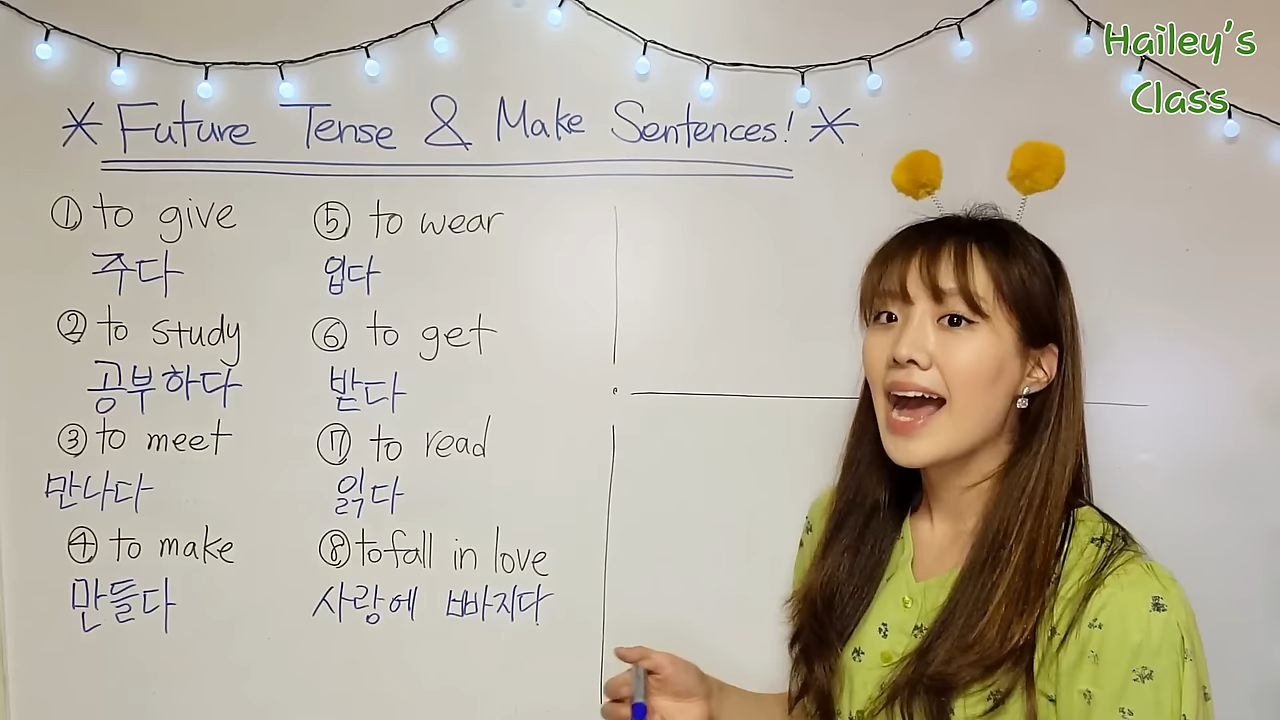 Hailey's
Class
* Future Tense & Make Sentences! *
① to give
주다
② to study
공부하다
③ to meet
만나다
④ to make
만들다
⑤ to wear
입다
⑥ to get
받다
⑦ to read
읽다
⑧ to fall in love
사랑에 빠지다